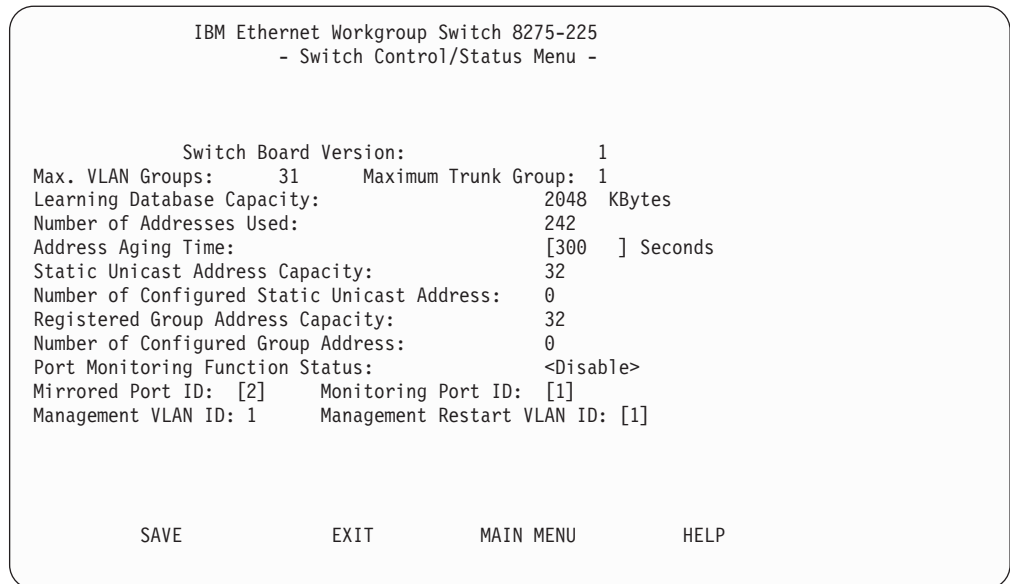 IBM Ethernet Workgroup Switch 8275-225
- Switch Control/Status Menu -
Switch Board Version: 1
Max. VLAN Groups: 31 Maximum Trunk Group: 1
Learning Database Capacity: 2048 KBytes
Number of Addresses Used: 242
Address Aging Time: [300 ] Seconds
Static Unicast Address Capacity: 32
Number of Configured Static Unicast Address: 0
Registered Group Address Capacity: 32
Number of Configured Group Address: 0
Port Monitoring Function Status: <Disable>
Mirrored Port ID: [2] Monitoring Port ID: [1]
Management VLAN ID: 1 Management Restart VLAN ID: [1]
SAVE EXIT MAIN MENU HELP